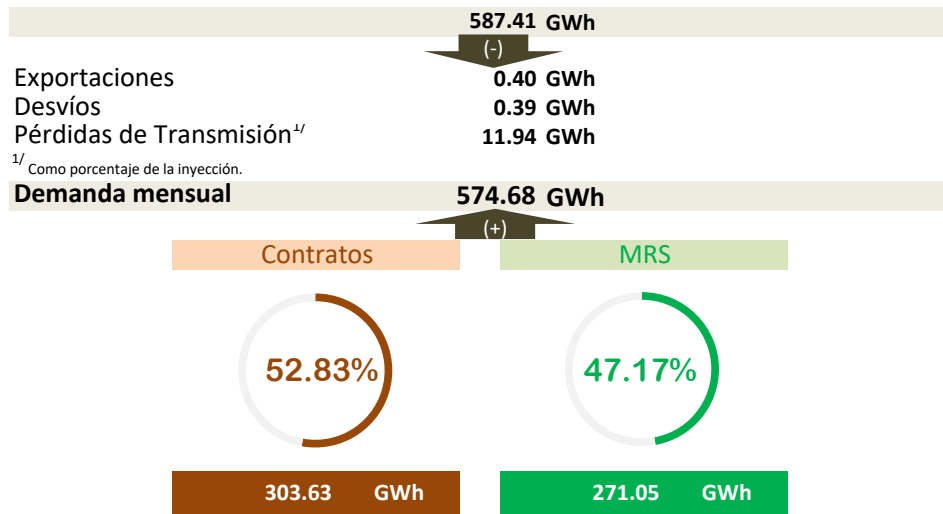 587.41 GWh
(-)
Exportaciones 0.40 GWh
Desvíos 0.39 GWh
Pérdidas de Transmisión 1/ 11.94 GWh
1/ Como porcentaje de la inyección.
Demanda mensual 574.68 GWh
(+)
Contratos MRS
52.83% 47.17%
303.63 GWh 271.05 GWh